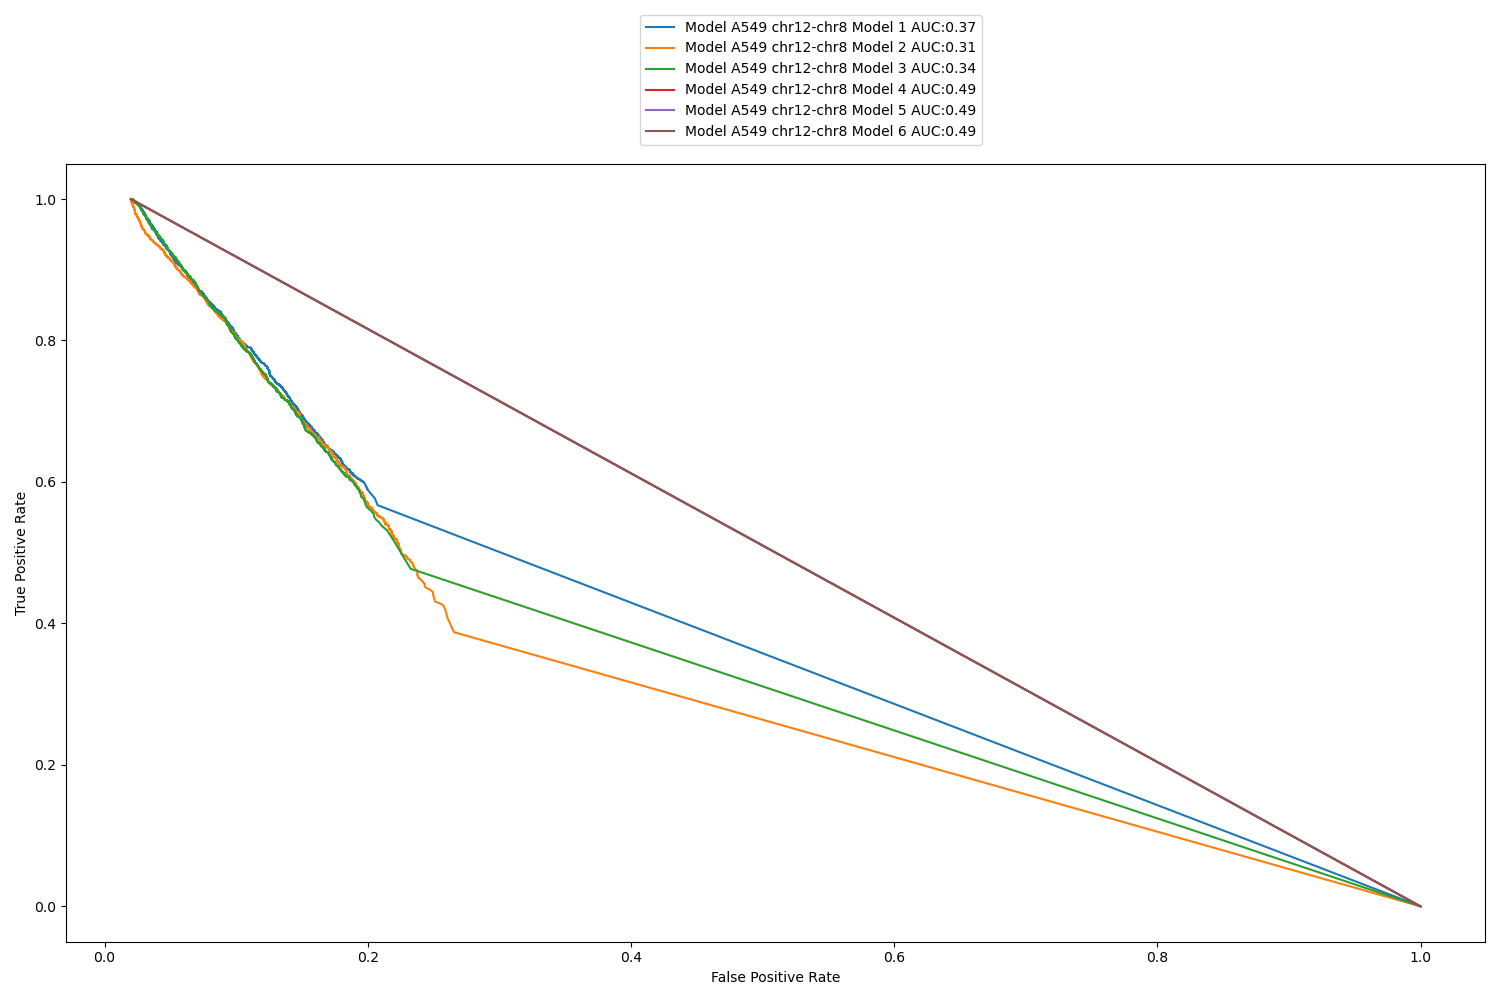 Model A549 chr12-chr8 Model 1 AUC:0.37
Model A549 chr12-chr8 Model 2 AUC:0.31
Model A549 chr12-chr8 Model 3 AUC:0.34
Model A549 chr12-chr8 Model 4 AUC:0.49
Model A549 chr12-chr8 Model 5 AUC:0.49
Model A549 chr12-chr8 Model 6 AUC:0.49
1.0
0.8
0.6
0.4
0.2
0.0
True Positive Rate
0.0 0.2 0.4 0.6 0.8 1.0
False Positive Rate